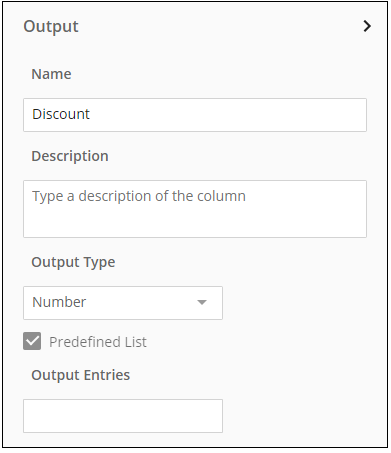 Output
Name
Discount
Description
Type a description of the column
Output Type
Number
Predefined List
Output Entries